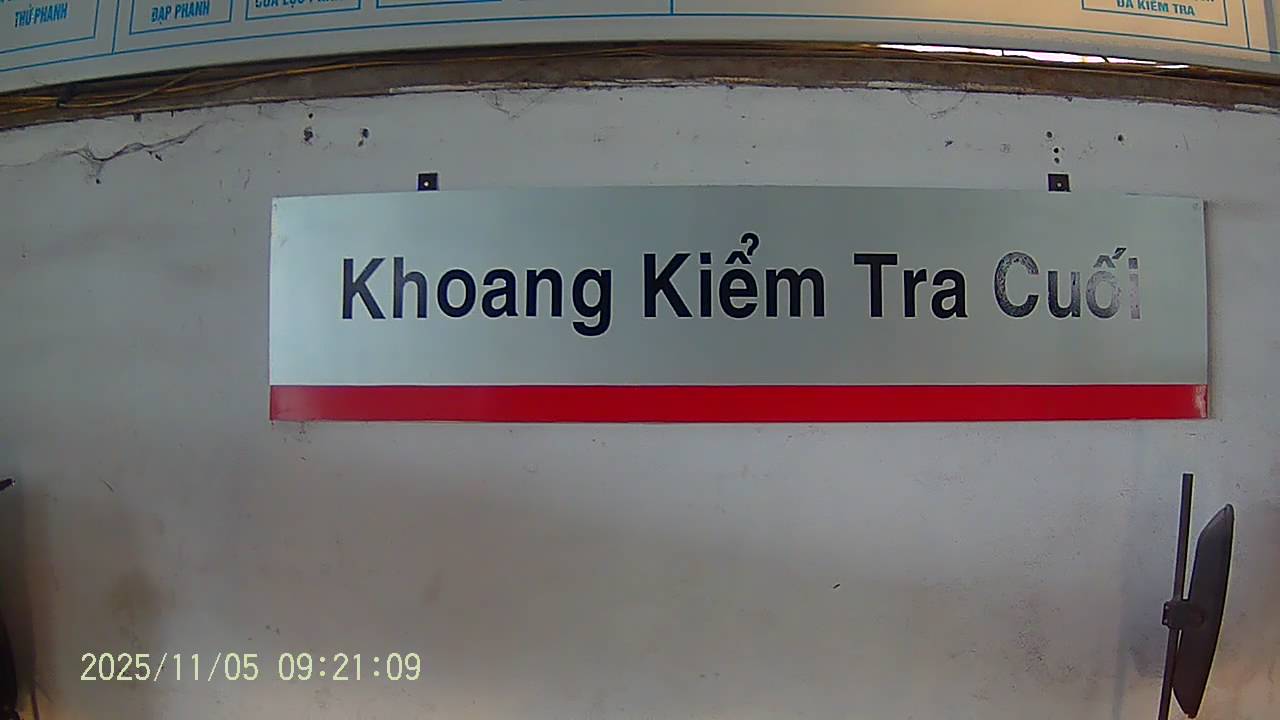 THỬ PHANH
ĐẠP PHANH
ĐÃ KIỂM TRA
Khoang Kiểm Tra Cuối
2025/11/05 09:21:09